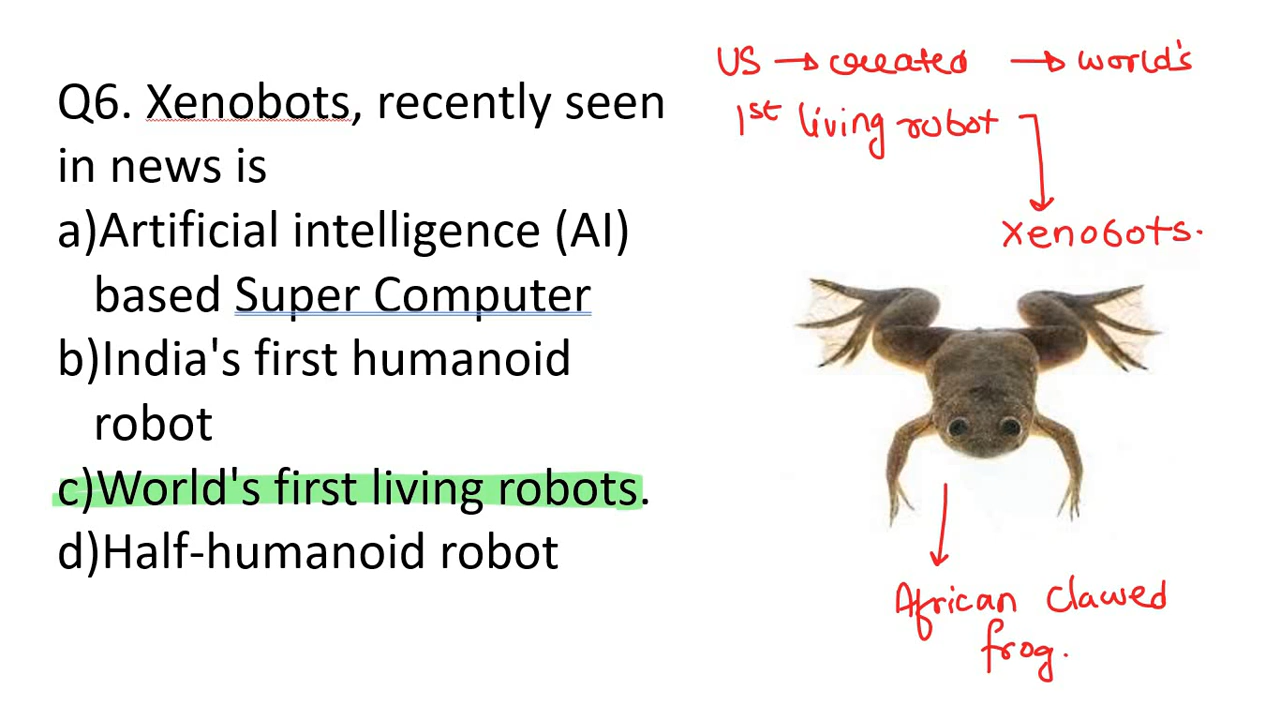 Q6. Xenobots, recently seen
in news is
a)Artificial intelligence (AI)
based Super Computer
b)India's first humanoid
robot
c)World's first living robots.
d)Half-humanoid robot
US → created → world's
1st living robot
xenobots.
African clawed
frog.